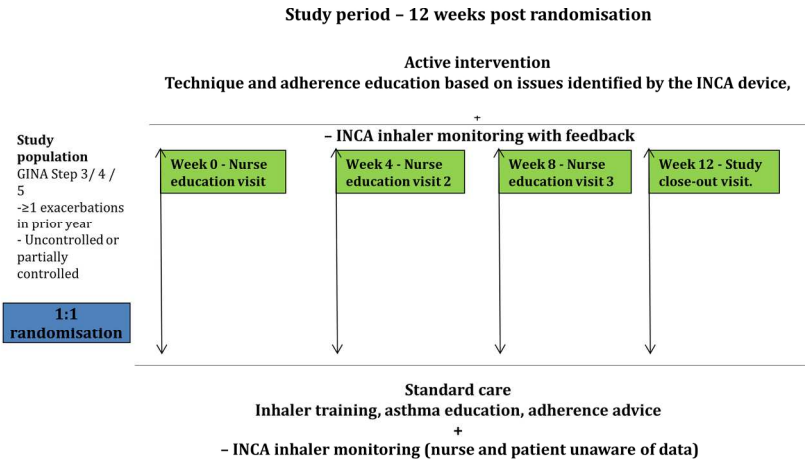 Study period – 12 weeks post randomisation
Active intervention
Technique and adherence education based on issues identified by the INCA device,
+
– INCA inhaler monitoring with feedback
Study
population
GINA Step 3/ 4 /
5
-≥1 exacerbations
in prior year
- Uncontrolled or
partially
controlled
1:1
randomisation
Week 0 - Nurse
education visit
Week 4 - Nurse
education visit 2
Week 8 - Nurse
education visit 3
Week 12 - Study
close-out visit.
Standard care
Inhaler training, asthma education, adherence advice
+
– INCA inhaler monitoring (nurse and patient unaware of data)